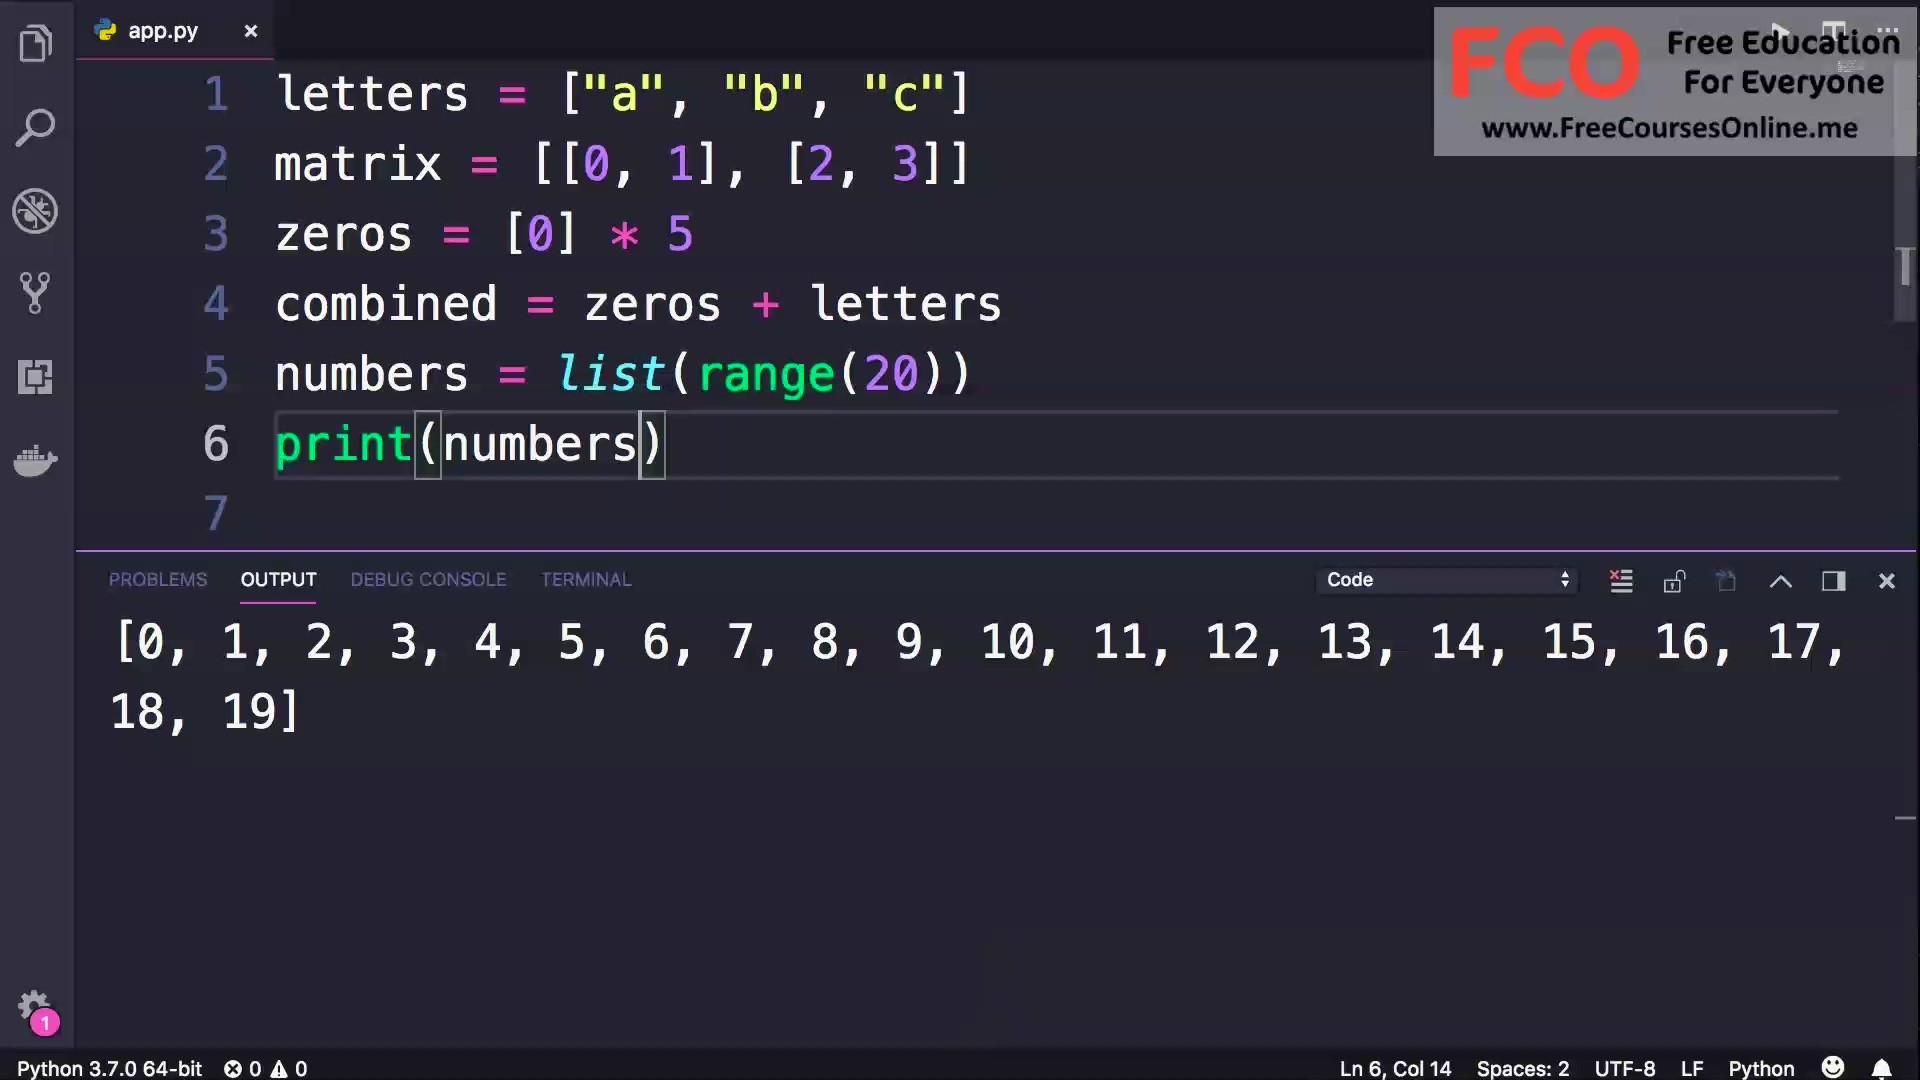 app.py
FCO Free Education
For Everyone
www.FreeCoursesOnline.me
1 letters = ["a", "b", "c"]
2 matrix = [[0, 1], [2, 3]]
3 zeros = [0] * 5
4 combined = zeros + letters
5 numbers = list(range(20))
6 print(numbers)
7
PROBLEMS OUTPUT DEBUG CONSOLE TERMINAL Code
[0, 1, 2, 3, 4, 5, 6, 7, 8, 9, 10, 11, 12, 13, 14, 15, 16, 17,
18, 19]
1
Python 3.7.0 64-bit 0 0 Ln 6, Col 14 Spaces: 2 UTF-8 LF Python